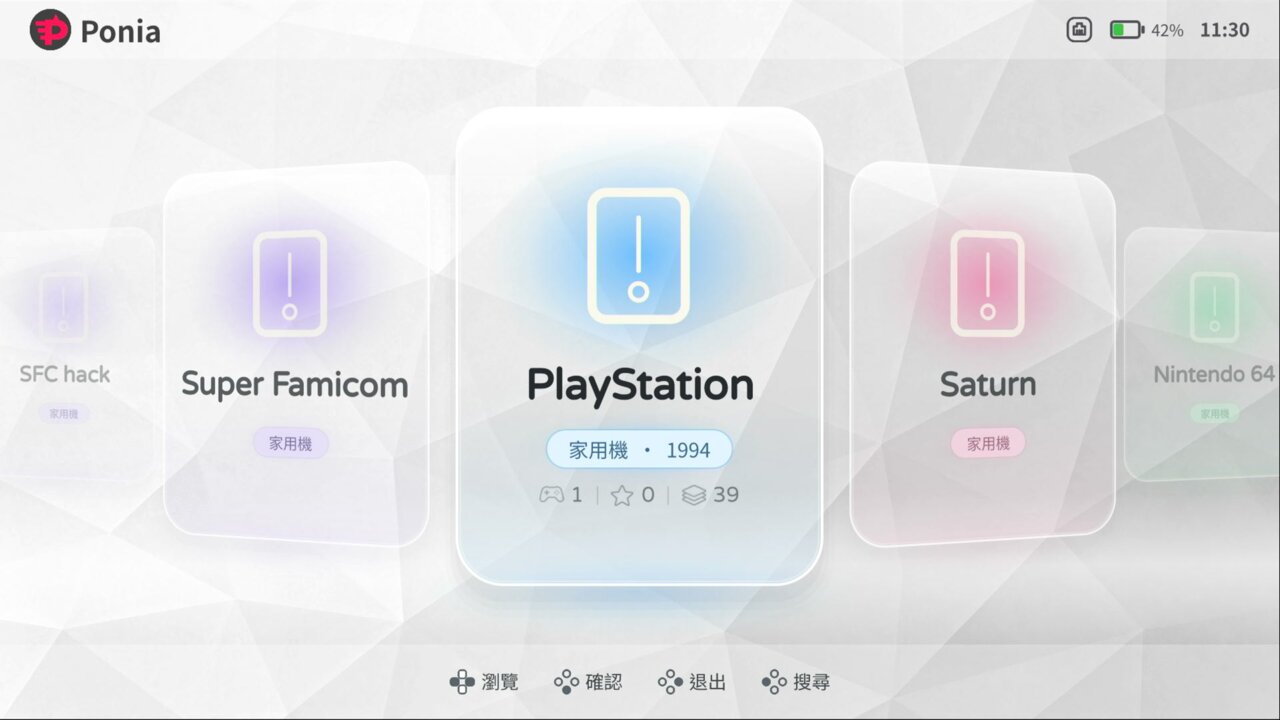 Ponia
42% 11:30
SFC hack
家用機
Super Famicom
家用機
PlayStation
家用機 · 1994
1 | 0 | 39
Saturn
家用機
Nintendo 64
家用機
瀏覽 確認 退出 搜尋